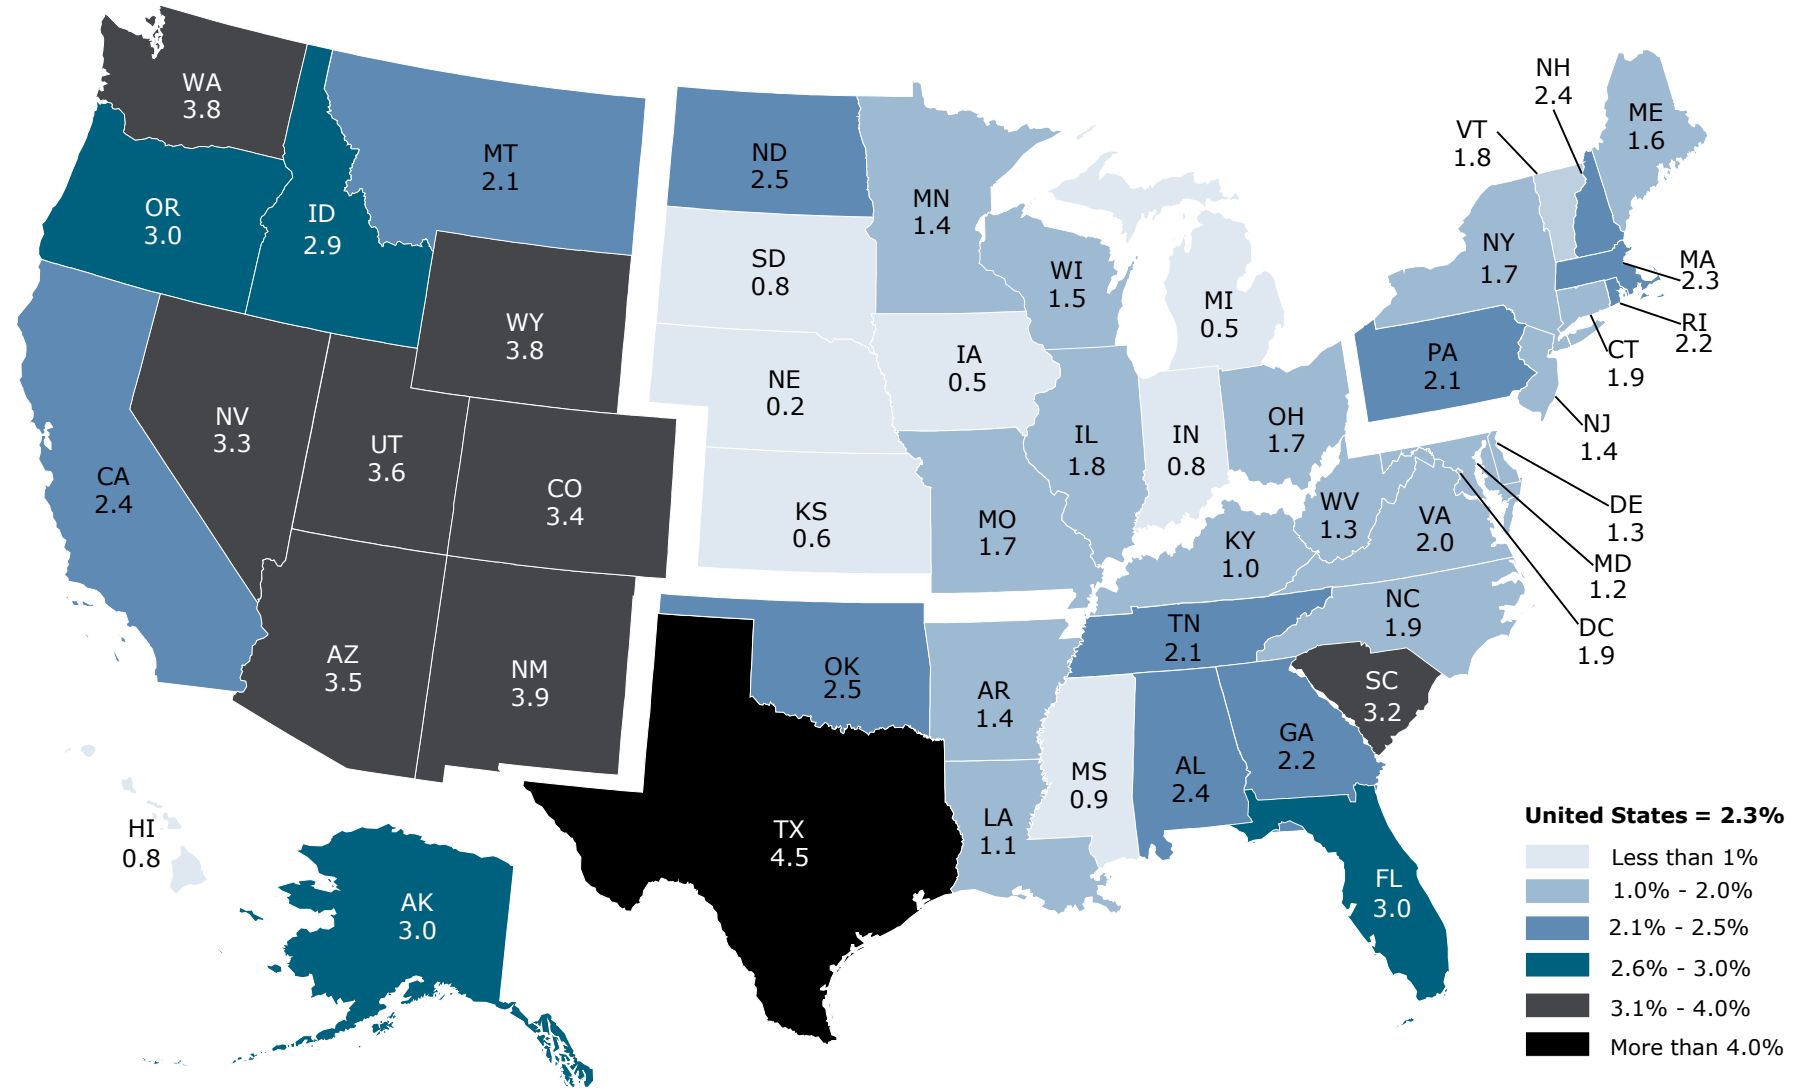 WA
3.8
OR
3.0
ID
2.9
MT
2.1
WY
3.8
NV
3.3
UT
3.6
CO
3.4
CA
2.4
AZ
3.5
NM
3.9
HI
0.8
AK
3.0
ND
2.5
SD
0.8
NE
0.2
KS
0.6
OK
2.5
TX
4.5
MN
1.4
IA
0.5
MO
1.7
AR
1.4
LA
1.1
WI
1.5
IL
1.8
MI
0.5
IN
0.8
OH
1.7
KY
1.0
TN
2.1
MS
0.9
AL
2.4
GA
2.2
FL
3.0
SC
3.2
NC
1.9
VA
2.0
WV
1.3
PA
2.1
NY
1.7
VT
1.8
NH
2.4
ME
1.6
MA
2.3
RI
2.2
CT
1.9
NJ
1.4
DE
1.3
MD
1.2
DC
1.9
United States = 2.3%
Less than 1%
1.0% - 2.0%
2.1% - 2.5%
2.6% - 3.0%
3.1% - 4.0%
More than 4.0%